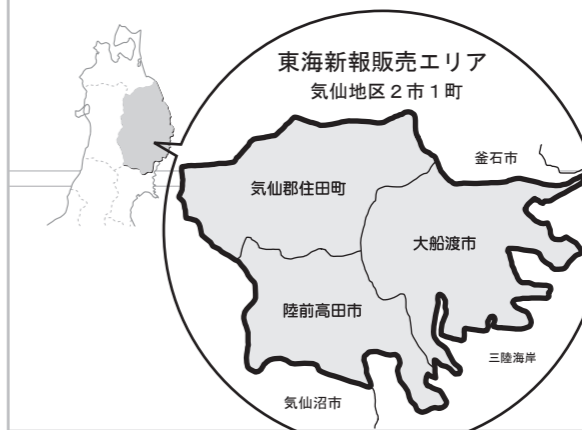 東海新報販売エリア
気仙地区２市１町
釜石市
気仙郡住田町
大船渡市
陸前高田市
三陸海岸
気仙沼市